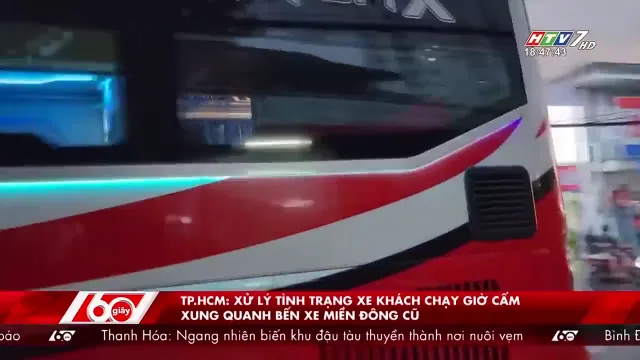 HTV7 HD
18:47:43
60 giây
TP.HCM: XỬ LÝ TÌNH TRẠNG XE KHÁCH CHẠY GIỜ CẤM
XUNG QUANH BẾN XE MIỀN ĐÔNG CŨ
báo
Thanh Hóa: Ngang nhiên biến khu đậu tàu thuyền thành nơi nuôi vẹm
Bình Đ